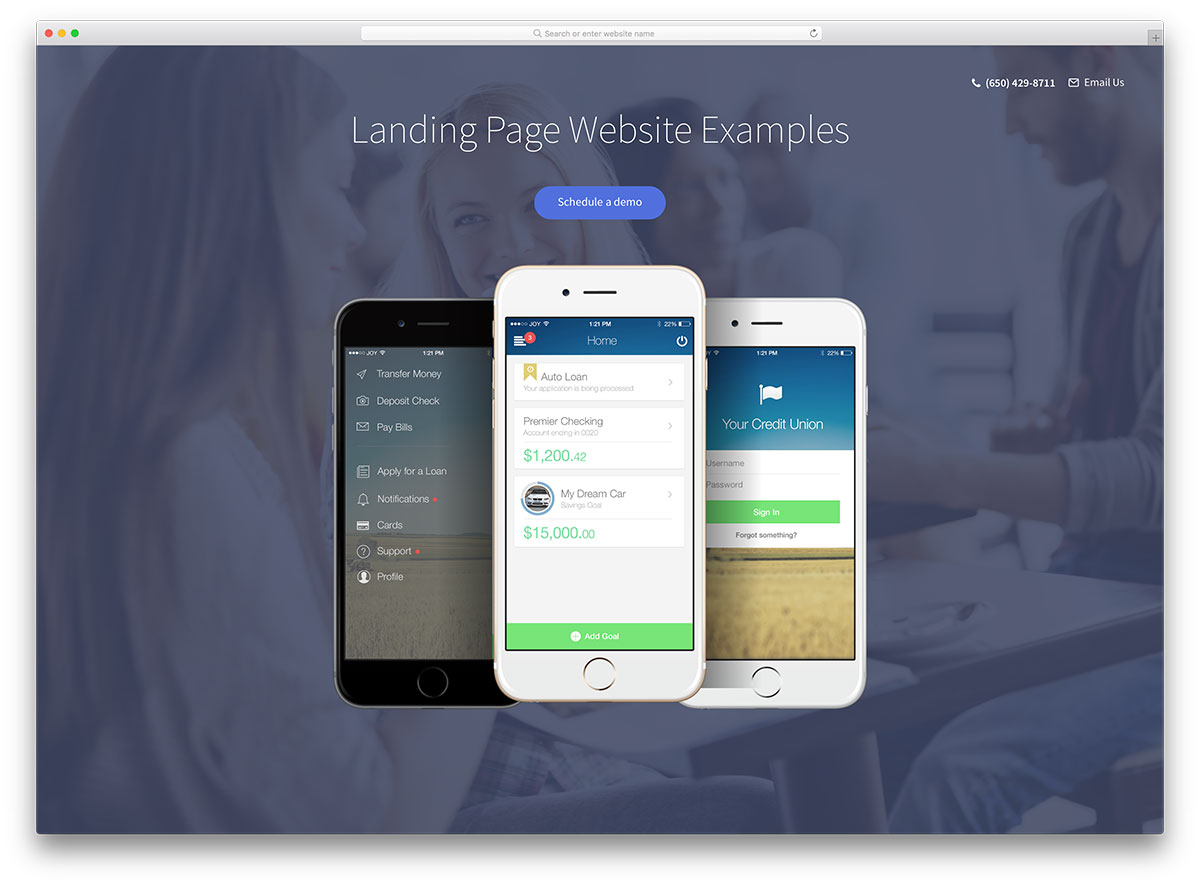 Search or enter website name
(650) 429-8711 Email Us
Landing Page Website Examples
Schedule a demo
JOY 1:21 PM
Transfer Money
Deposit Check
Pay Bills
Apply for a Loan
Notifications
Cards
Support
Profile
JOY 1:21 PM 22%
3
Home
Auto Loan
Your application is being processed
Premier Checking
Account ending in 0020
$1,200.42
My Dream Car
Savings Goal
$15,000.00
Add Goal
1:21 PM 22%
Your Credit Union
Username
Password
Sign In
Forgot something?